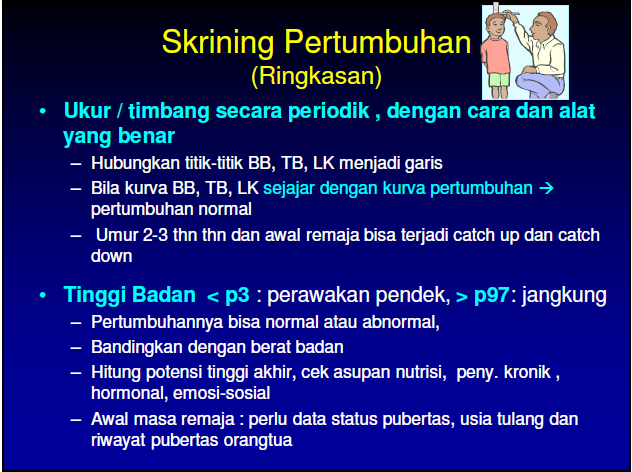 Skrining Pertumbuhan
(Ringkasan)
• Ukur / timbang secara periodik , dengan cara dan alat
yang benar
– Hubungkan titik-titik BB, TB, LK menjadi garis
– Bila kurva BB, TB, LK sejajar dengan kurva pertumbuhan →
pertumbuhan normal
– Umur 2-3 thn thn dan awal remaja bisa terjadi catch up dan catch
down
• Tinggi Badan < p3 : perawakan pendek, > p97: jangkung
– Pertumbuhannya bisa normal atau abnormal,
– Bandingkan dengan berat badan
– Hitung potensi tinggi akhir, cek asupan nutrisi, peny. kronik ,
hormonal, emosi-sosial
– Awal masa remaja : perlu data status pubertas, usia tulang dan
riwayat pubertas orangtua